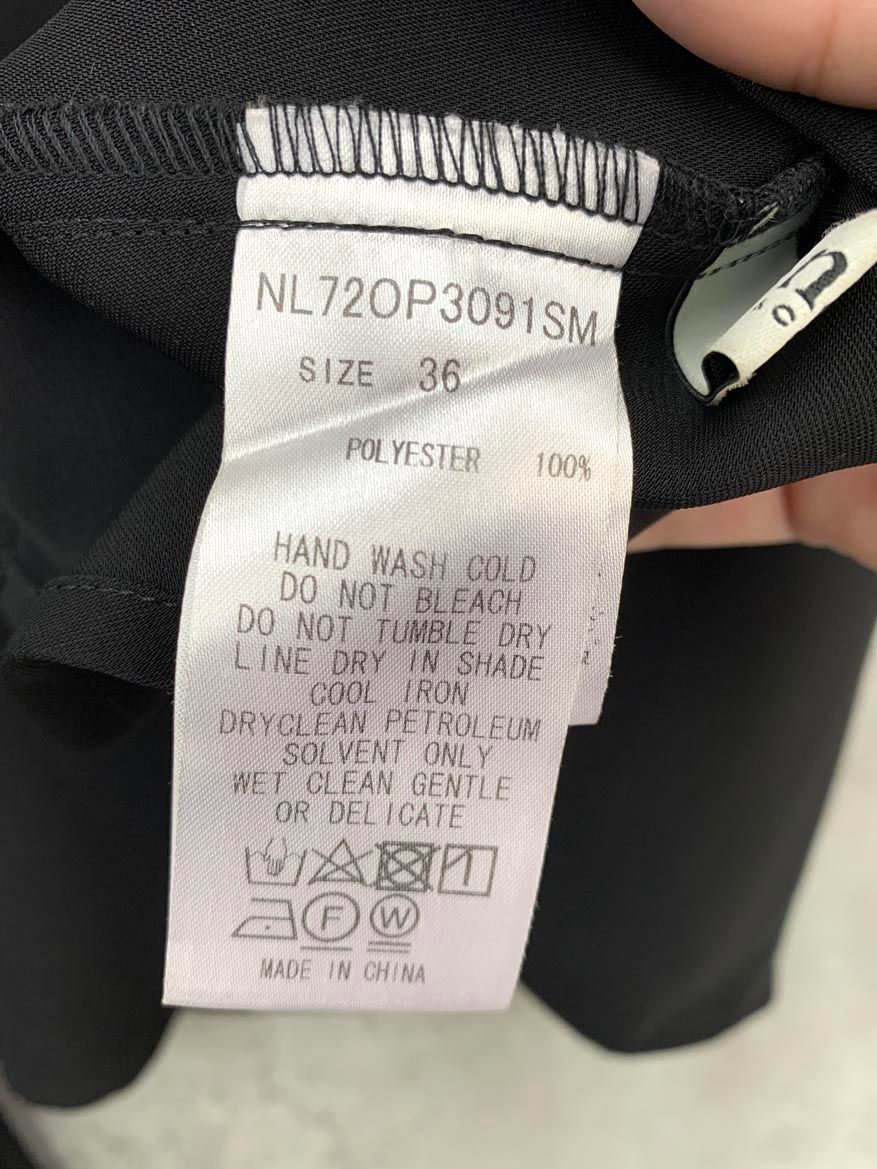 NL72OP3091SM
SIZE 36
POLYESTER 100%
HAND WASH COLD
DO NOT BLEACH
DO NOT TUMBLE DRY
LINE DRY IN SHADE
COOL IRON
DRYCLEAN PETROLEUM
SOLVENT ONLY
WET CLEAN GENTLE
OR DELICATE
F W
MADE IN CHINA